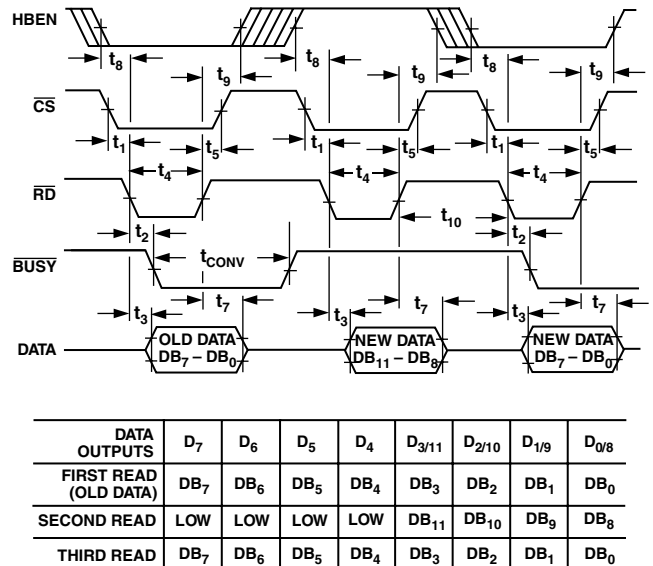 HBEN
t8 t9 t8 t9 t8 t9
CS
t1 t5 t1 t5 t1 t5
t4 t4 t4
RD
t2 t10 t2
BUSY
tCONV
t3 t7 t3 t7 t3 t7
DATA
OLD DATA NEW DATA NEW DATA
DB7 – DB0 DB11 – DB8 DB7 – DB0
DATA OUTPUTS D7 D6 D5 D4 D3/11 D2/10 D1/9 D0/8
FIRST READ (OLD DATA) DB7 DB6 DB5 DB4 DB3 DB2 DB1 DB0
SECOND READ LOW LOW LOW LOW DB11 DB10 DB9 DB8
THIRD READ DB7 DB6 DB5 DB4 DB3 DB2 DB1 DB0